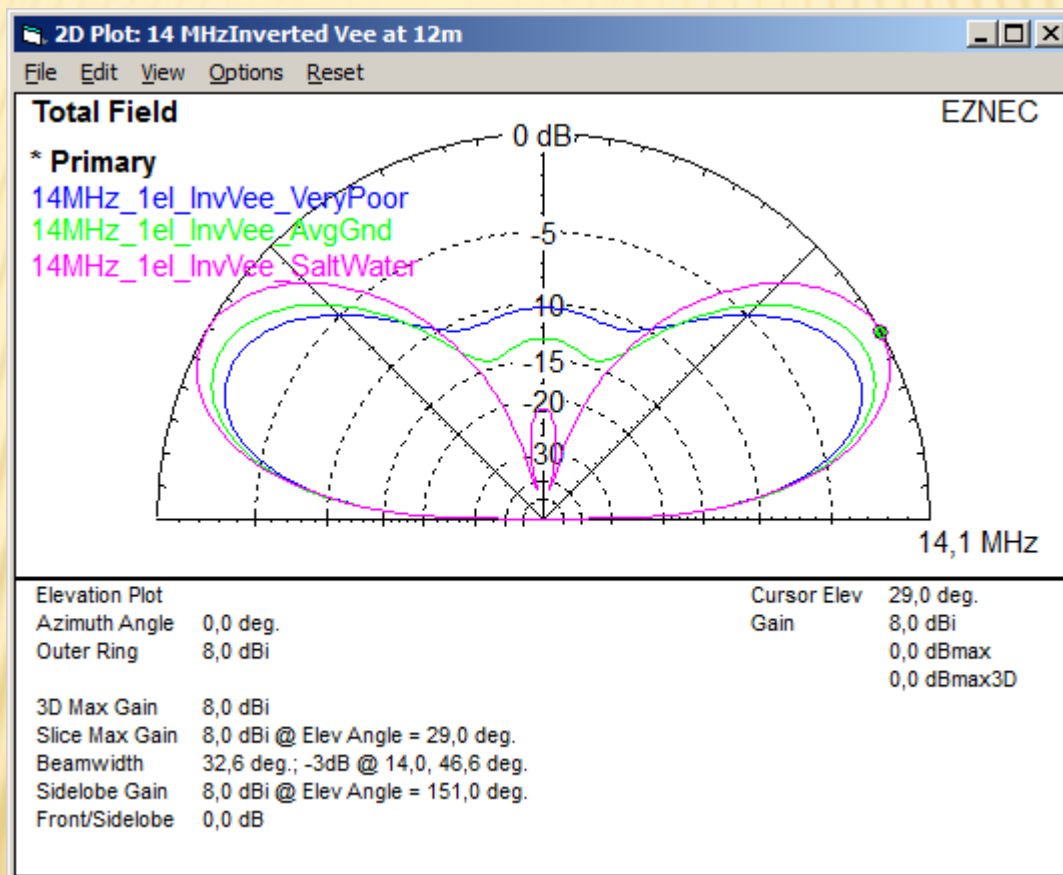 2D Plot: 14 MHzInverted Vee at 12m
File Edit View Options Reset
Total Field
EZNEC
* Primary
14MHz_1el_InvVee_VeryPoor
14MHz_1el_InvVee_AvgGnd
14MHz_1el_InvVee_SaltWater
0 dB
-5
-10
-15
-20
-30
14,1 MHz
Elevation Plot
Azimuth Angle 0,0 deg.
Outer Ring 8,0 dBi
3D Max Gain 8,0 dBi
Slice Max Gain 8,0 dBi @ Elev Angle = 29,0 deg.
Beamwidth 32,6 deg.; -3dB @ 14,0, 46,6 deg.
Sidelobe Gain 8,0 dBi @ Elev Angle = 151,0 deg.
Front/Sidelobe 0,0 dB
Cursor Elev 29,0 deg.
Gain 8,0 dBi
0,0 dBmax
0,0 dBmax3D